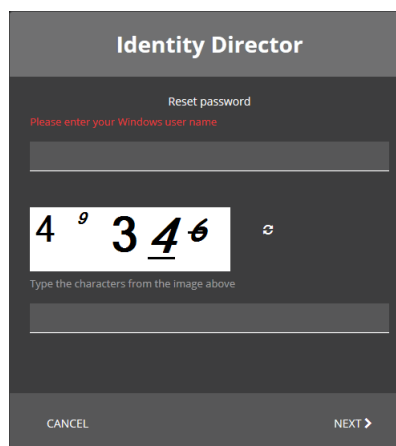 Identity Director
Reset password
Please enter your Windows user name
4 9 3 4 6
Type the characters from the image above
CANCEL
NEXT